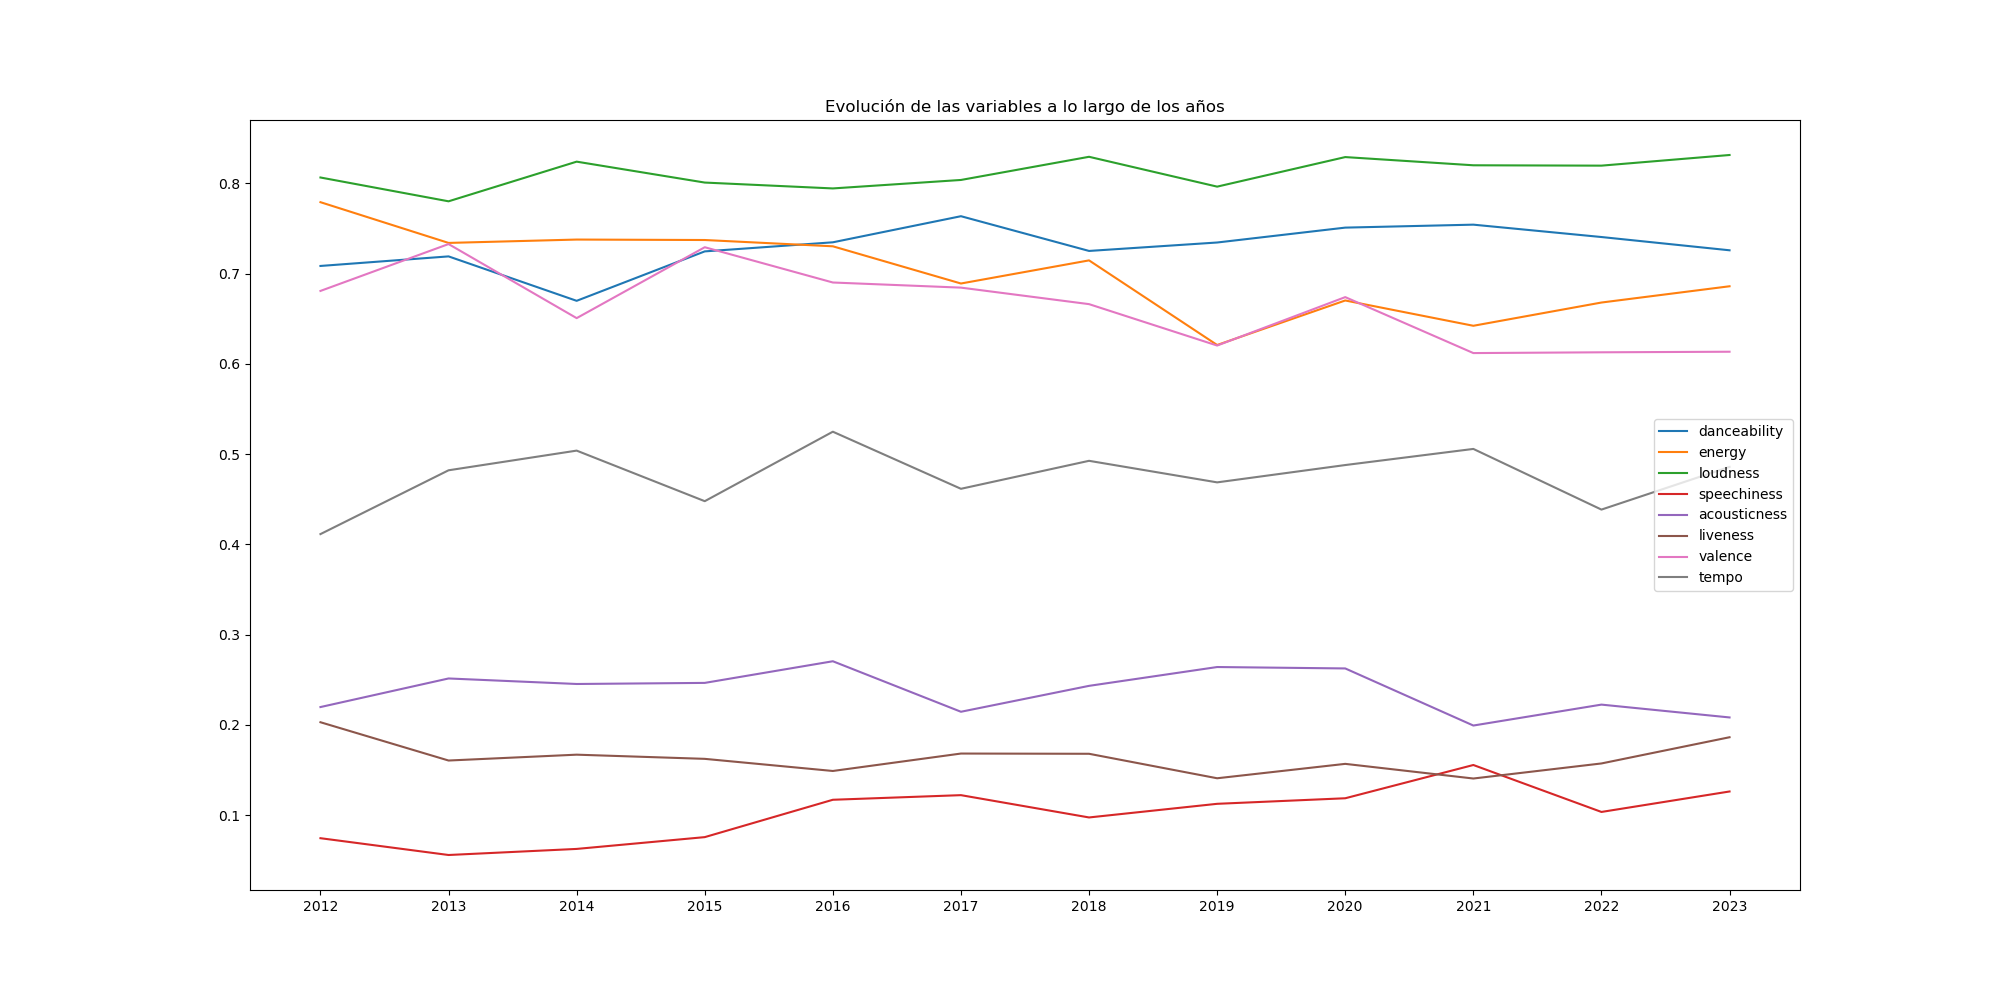 Evolución de las variables a lo largo de los años
0.8
0.7
0.6
0.5
0.4
0.3
0.2
0.1
danceability
energy
loudness
speechiness
acousticness
liveness
valence
tempo
2012 2013 2014 2015 2016 2017 2018 2019 2020 2021 2022 2023